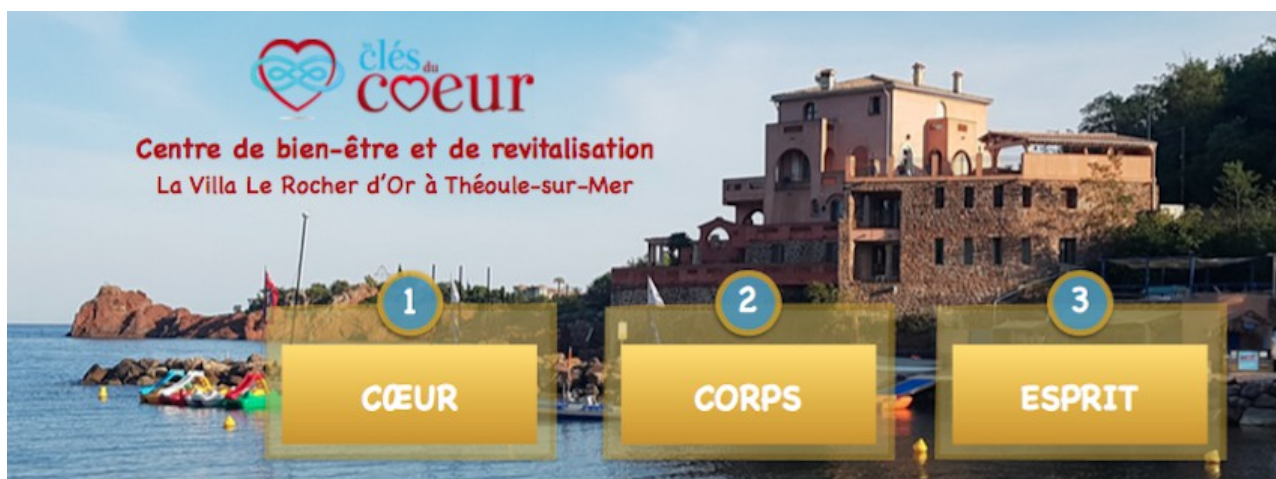 les clés du
cœur
Centre de bien-être et de revitalisation
La Villa Le Rocher d'Or à Théoule-sur-Mer
1
2
3
CŒUR
CORPS
ESPRIT